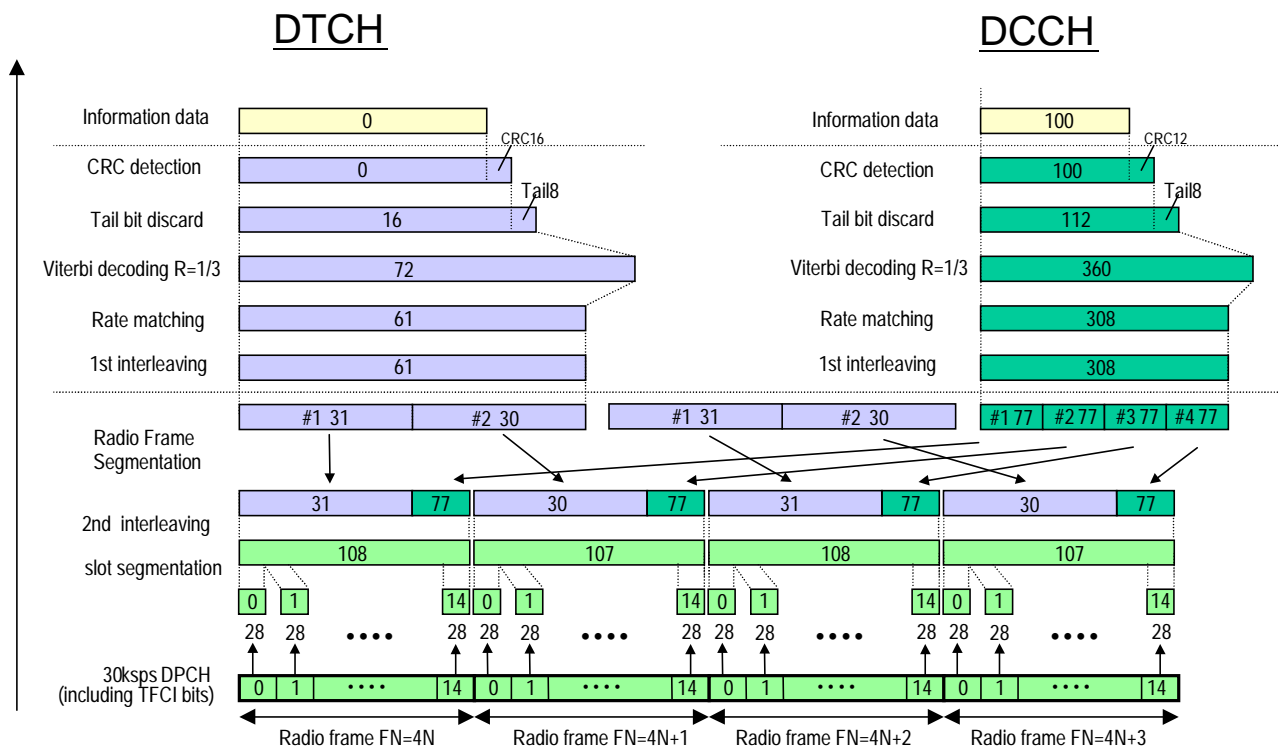 DTCH
DCCH
Information data
0
Information data
100
CRC16
CRC12
CRC detection
0
CRC detection
100
Tail8
Tail8
Tail bit discard
16
Tail bit discard
112
Viterbi decoding R=1/3
72
Viterbi decoding R=1/3
360
Rate matching
61
Rate matching
308
1st interleaving
61
1st interleaving
308
#1 31
#2 30
#1 31
#2 30
#1 77
#2 77
#3 77
#4 77
Radio Frame
Segmentation
31
77
30
77
31
77
30
77
2nd interleaving
108
107
108
107
slot segmentation
0
1
14
0
1
14
0
1
14
0
1
14
28
28
••••
28
28
28
••••
28
28
28
••••
28
28
28
••••
28
30ksps DPCH
(including TFCI bits)
0
1
••••
14
0
1
••••
14
0
1
••••
14
0
1
••••
14
Radio frame FN=4N
Radio frame FN=4N+1
Radio frame FN=4N+2
Radio frame FN=4N+3